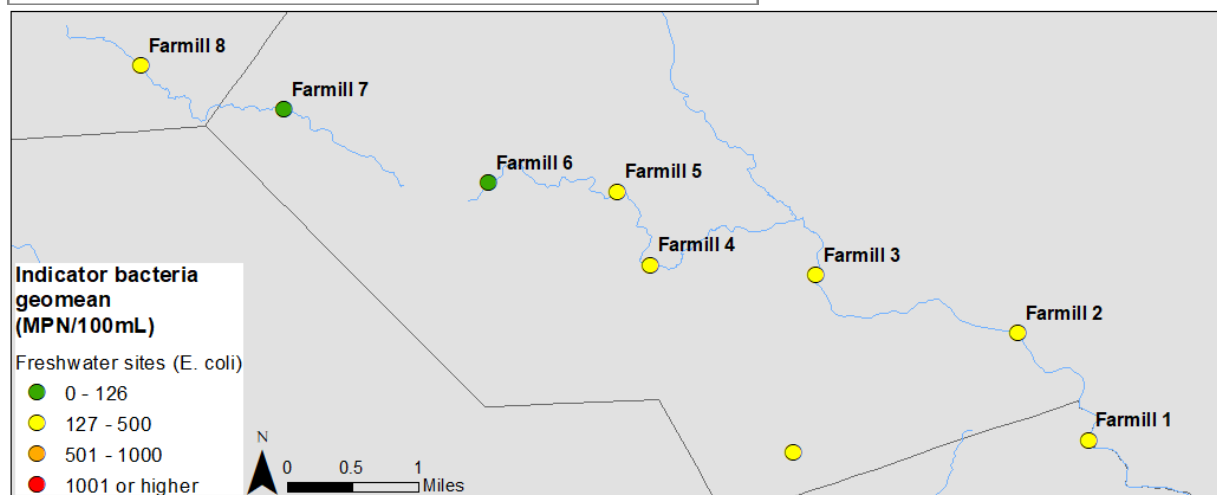 Farmill 8
Farmill 7
Farmill 6
Farmill 5
Farmill 4
Farmill 3
Farmill 2
Farmill 1
Indicator bacteria
geomean
(MPN/100mL)
Freshwater sites (E. coli)
0 - 126
127 - 500
501 - 1000
1001 or higher
N
0 0.5 1
Miles